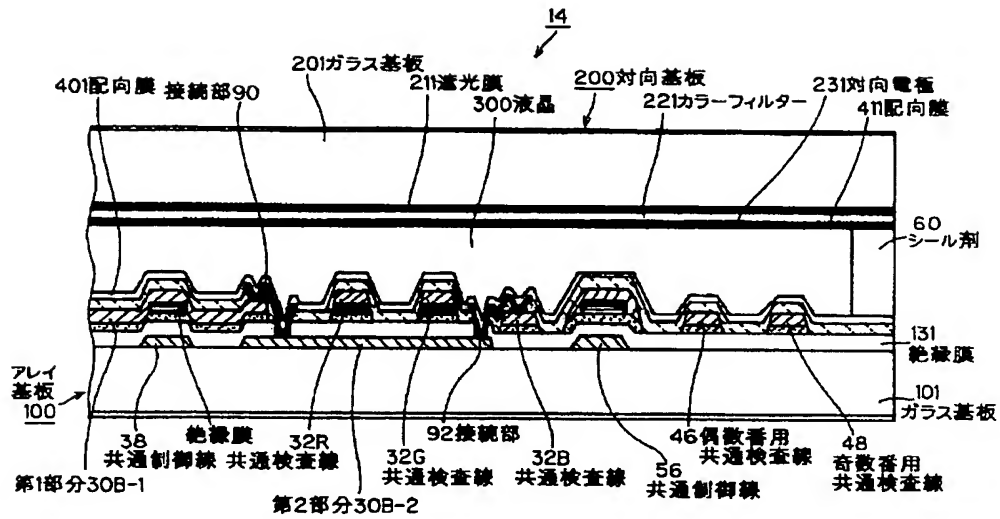 14
201ガラス基板
200対向基板
401配向膜
接続部90
211遮光膜
231対向電極
300液晶
221カラーフィルター
411配向膜
60
シール剤
131
絶縁膜
アレイ
基板
100
101
ガラス基板
38
共通制御線
絶縁膜
32R
共通検査線
32G
共通検査線
92接続部
32B
共通検査線
56
共通制御線
46偶数番用
共通検査線
48
奇数番用
共通検査線
第1部分30B-1
第2部分30B-2